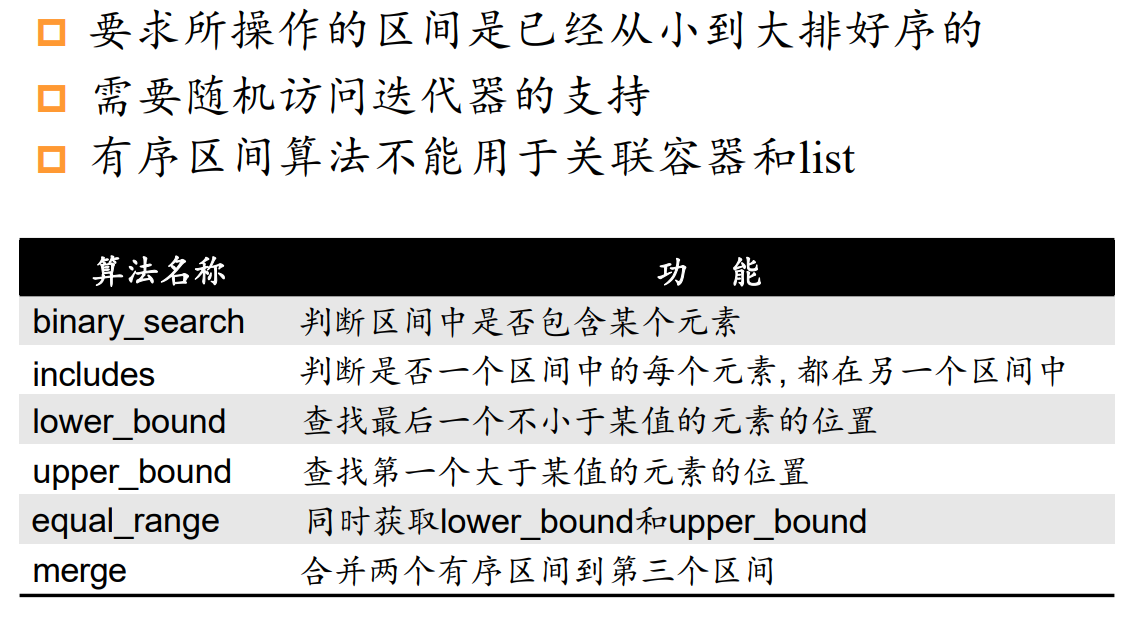 要求所操作的区间是已经从小到大排好序的
需要随机访问迭代器的支持
有序区间算法不能用于关联容器和list
算法名称 功 能
binary_search 判断区间中是否包含某个元素
includes 判断是否一个区间中的每个元素, 都在另一个区间中
lower_bound 查找最后一个不小于某值的元素的位置
upper_bound 查找第一个大于某值的元素的位置
equal_range 同时获取lower_bound和upper_bound
merge 合并两个有序区间到第三个区间